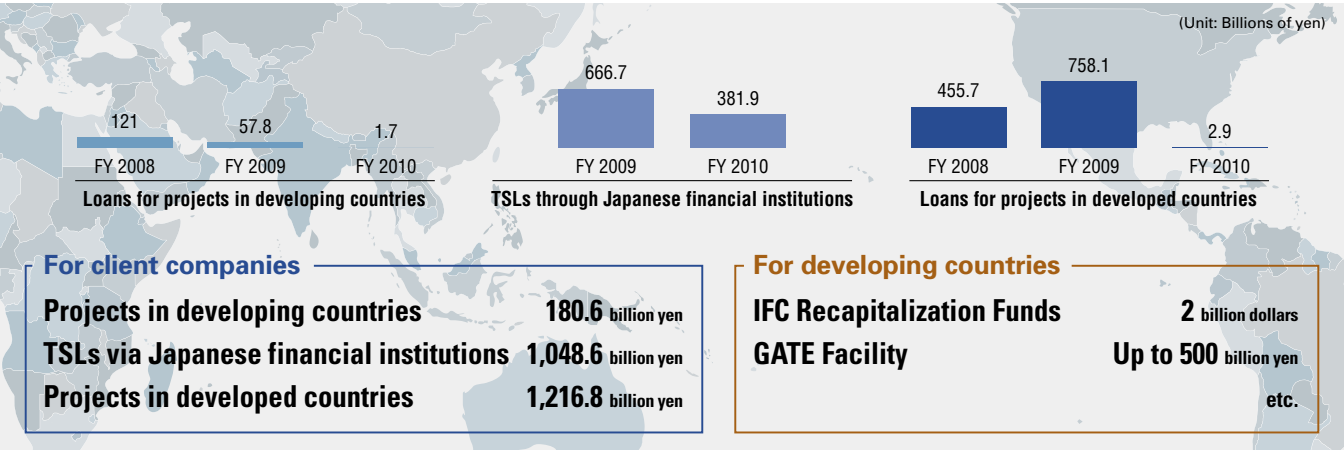 (Unit: Billions of yen)
121
57.8
1.7
FY 2008 FY 2009 FY 2010
Loans for projects in developing countries
666.7
381.9
FY 2009 FY 2010
TSLs through Japanese financial institutions
455.7
758.1
2.9
FY 2008 FY 2009 FY 2010
Loans for projects in developed countries
For client companies
Projects in developing countries 180.6 billion yen
TSLs via Japanese financial institutions 1,048.6 billion yen
Projects in developed countries 1,216.8 billion yen
For developing countries
IFC Recapitalization Funds 2 billion dollars
GATE Facility Up to 500 billion yen
etc.